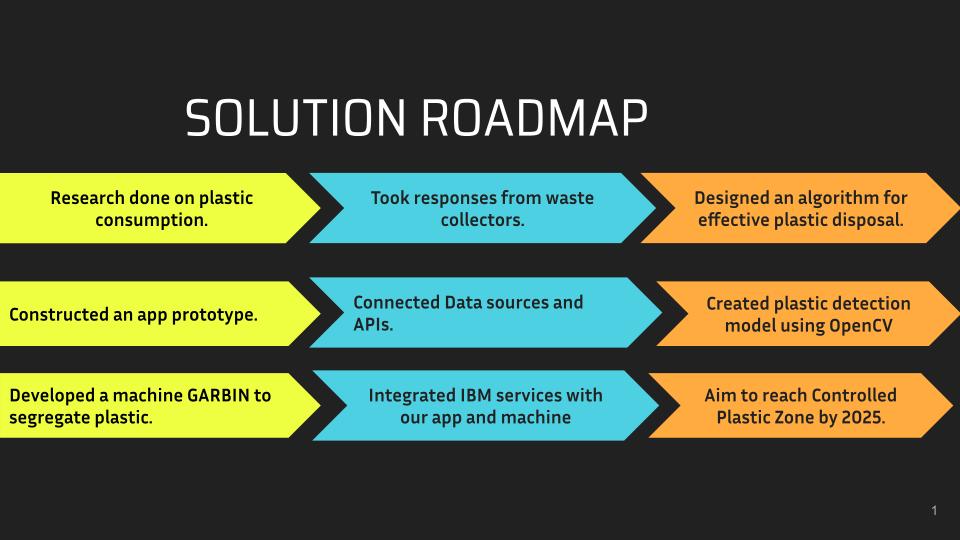 SOLUTION ROADMAP
Research done on plastic
consumption.
Took responses from waste
collectors.
Designed an algorithm for
effective plastic disposal.
Constructed an app prototype.
Connected Data sources and
APIs.
Created plastic detection
model using OpenCV
Developed a machine GARBIN to
segregate plastic.
Integrated IBM services with
our app and machine
Aim to reach Controlled
Plastic Zone by 2025.
1